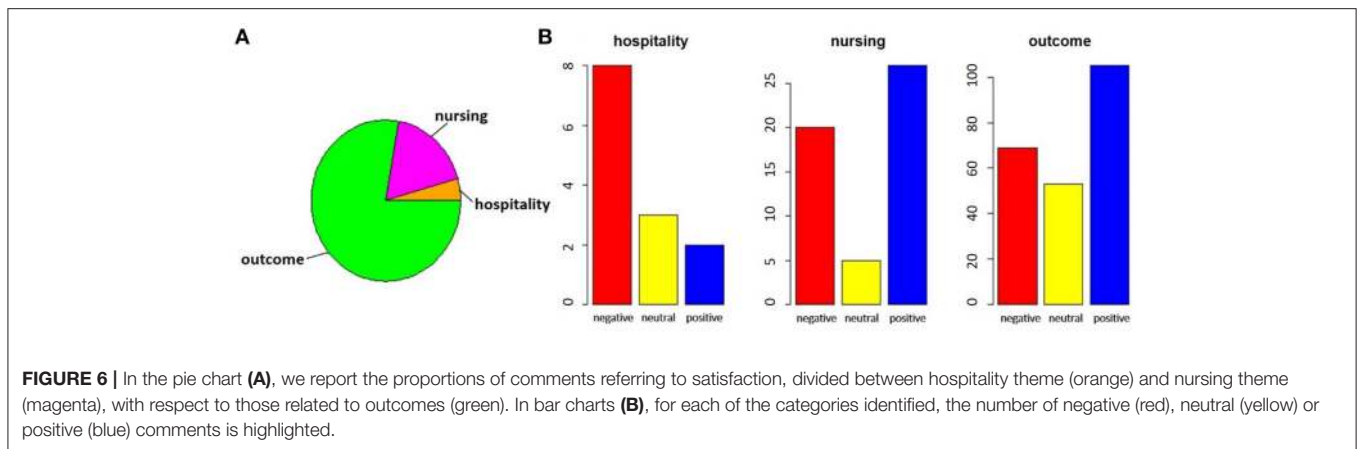 A
nursing
hospitality
outcome
B
hospitality
8
6
4
2
0
negative neutral positive
nursing
25
20
15
10
5
0
negative neutral positive
outcome
100
80
60
40
20
0
negative neutral positive
FIGURE 6 | In the pie chart (A), we report the proportions of comments referring to satisfaction, divided between hospitality theme (orange) and nursing theme
(magenta), with respect to those related to outcomes (green). In bar charts (B), for each of the categories identified, the number of negative (red), neutral (yellow) or
positive (blue) comments is highlighted.